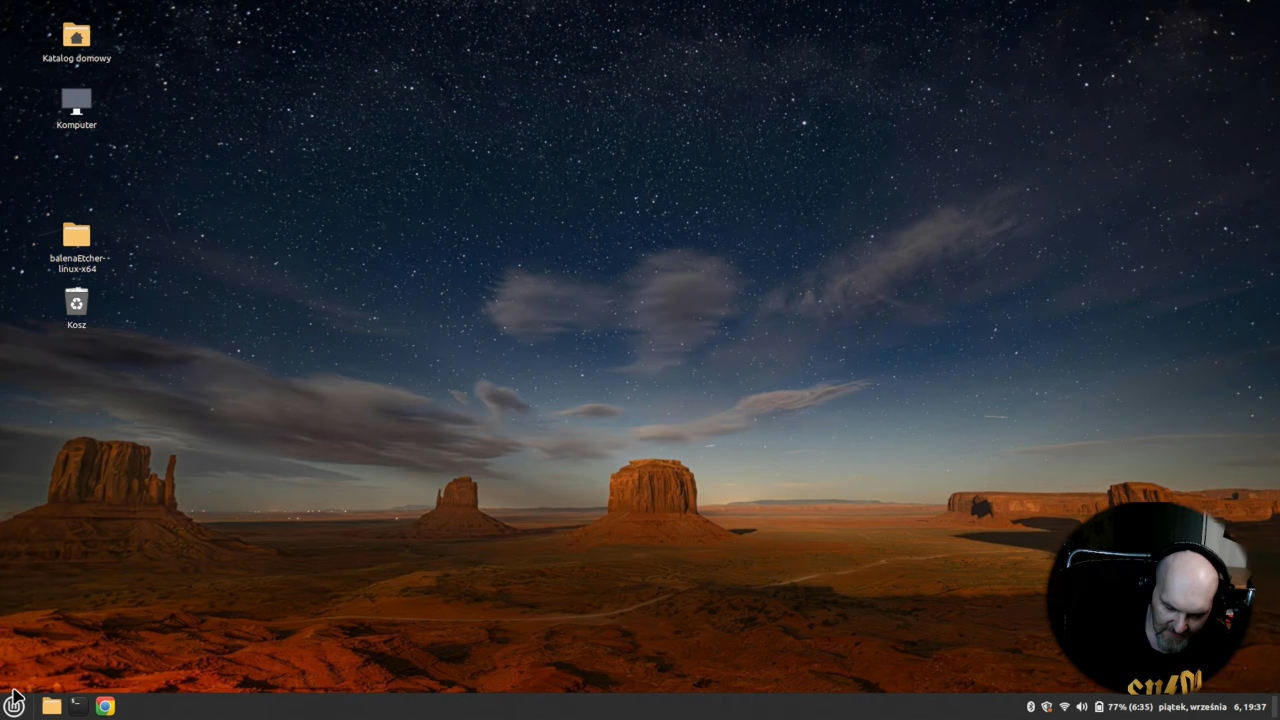 Katalog domowy
Komputer
balenaEtcher-
linux-x64
Kosz
77% (6:35) piątek, września 6, 19:37